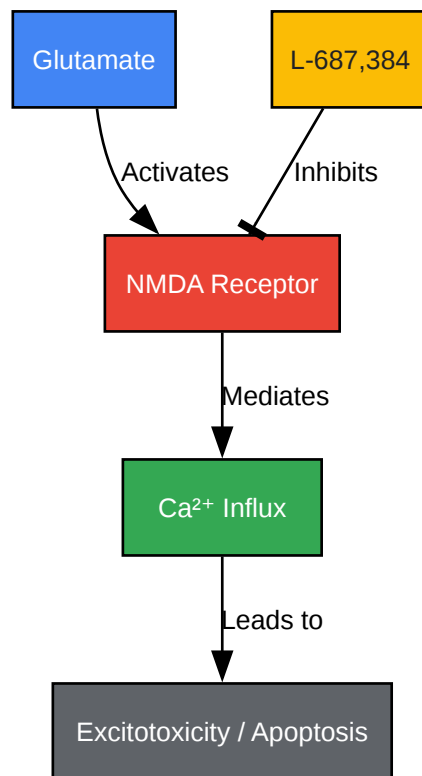 Glutamate
L-687,384
Activates
Inhibits
NMDA Receptor
Mediates
Ca²⁺ Influx
Leads to
Excitotoxicity / Apoptosis